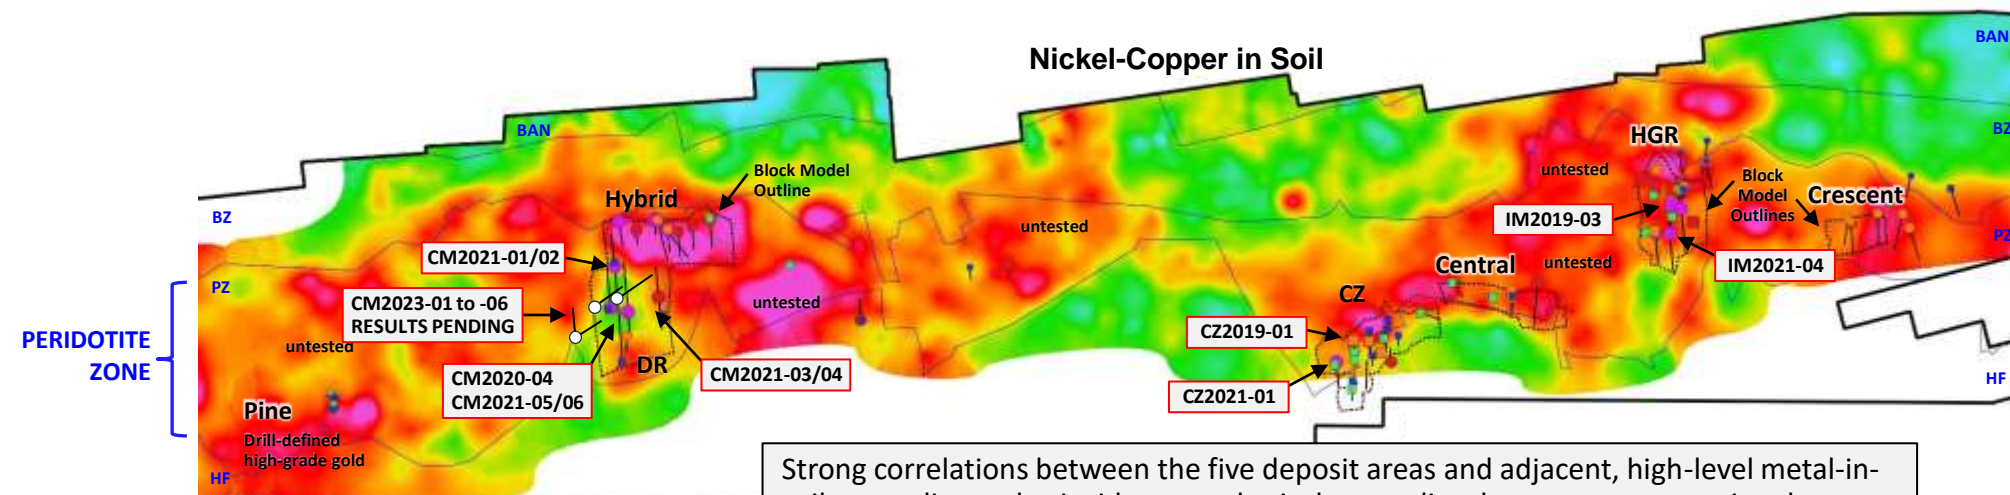 Nickel-Copper in Soil
BAN
BAN
BZ
HGR
untested
Block Model
Outline
Hybrid
Block
Model
Outlines
Crescent
BZ
IM2019-03
untested
PZ
CM2021-01/02
Central
untested
IM2021-04
PZ
CM2023-01 to -06
RESULTS PENDING
untested
CZ
PERIDOTITE
ZONE
untested
CZ2019-01
DR
CM2021-03/04
CM2020-04
CM2021-05/06
CZ2021-01
HF
Pine
Drill-defined
high-grade gold
HF
Strong correlations between the five deposit areas and adjacent, high-level metal-in-